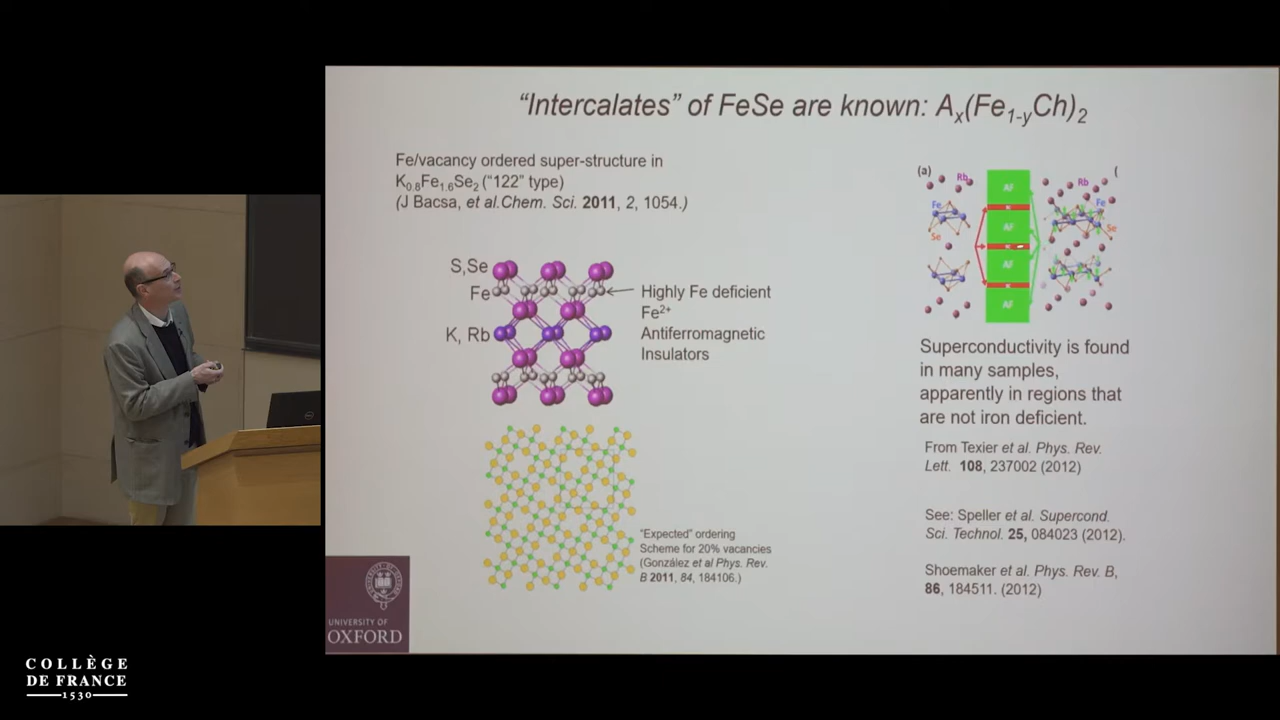 “Intercalates” of FeSe are known: Aₓ(Fe₁₋yCh)₂
Fe/vacancy ordered super-structure in
K₀.₈Fe₁.₆Se₂ (“122” type)
(J Bacsa, et al.Chem. Sci. 2011, 2, 1054.)
S,Se
Fe
K, Rb
Highly Fe deficient
Fe²⁺
Antiferromagnetic
Insulators
“Expected” ordering
Scheme for 20% vacancies
(González et al Phys. Rev.
B 2011, 84, 184106.)
(a)
Rb
Fe
Se
AF
AF
AF
AF
(
Rb
Fe
Se
Superconductivity is found
in many samples,
apparently in regions that
are not iron deficient.
From Texier et al. Phys. Rev.
Lett. 108, 237002 (2012)
See: Speller et al. Supercond.
Sci. Technol. 25, 084023 (2012).
Shoemaker et al. Phys. Rev. B,
86, 184511. (2012)
UNIVERSITY OF
OXFORD
COLLÈGE
DE FRANCE
1530